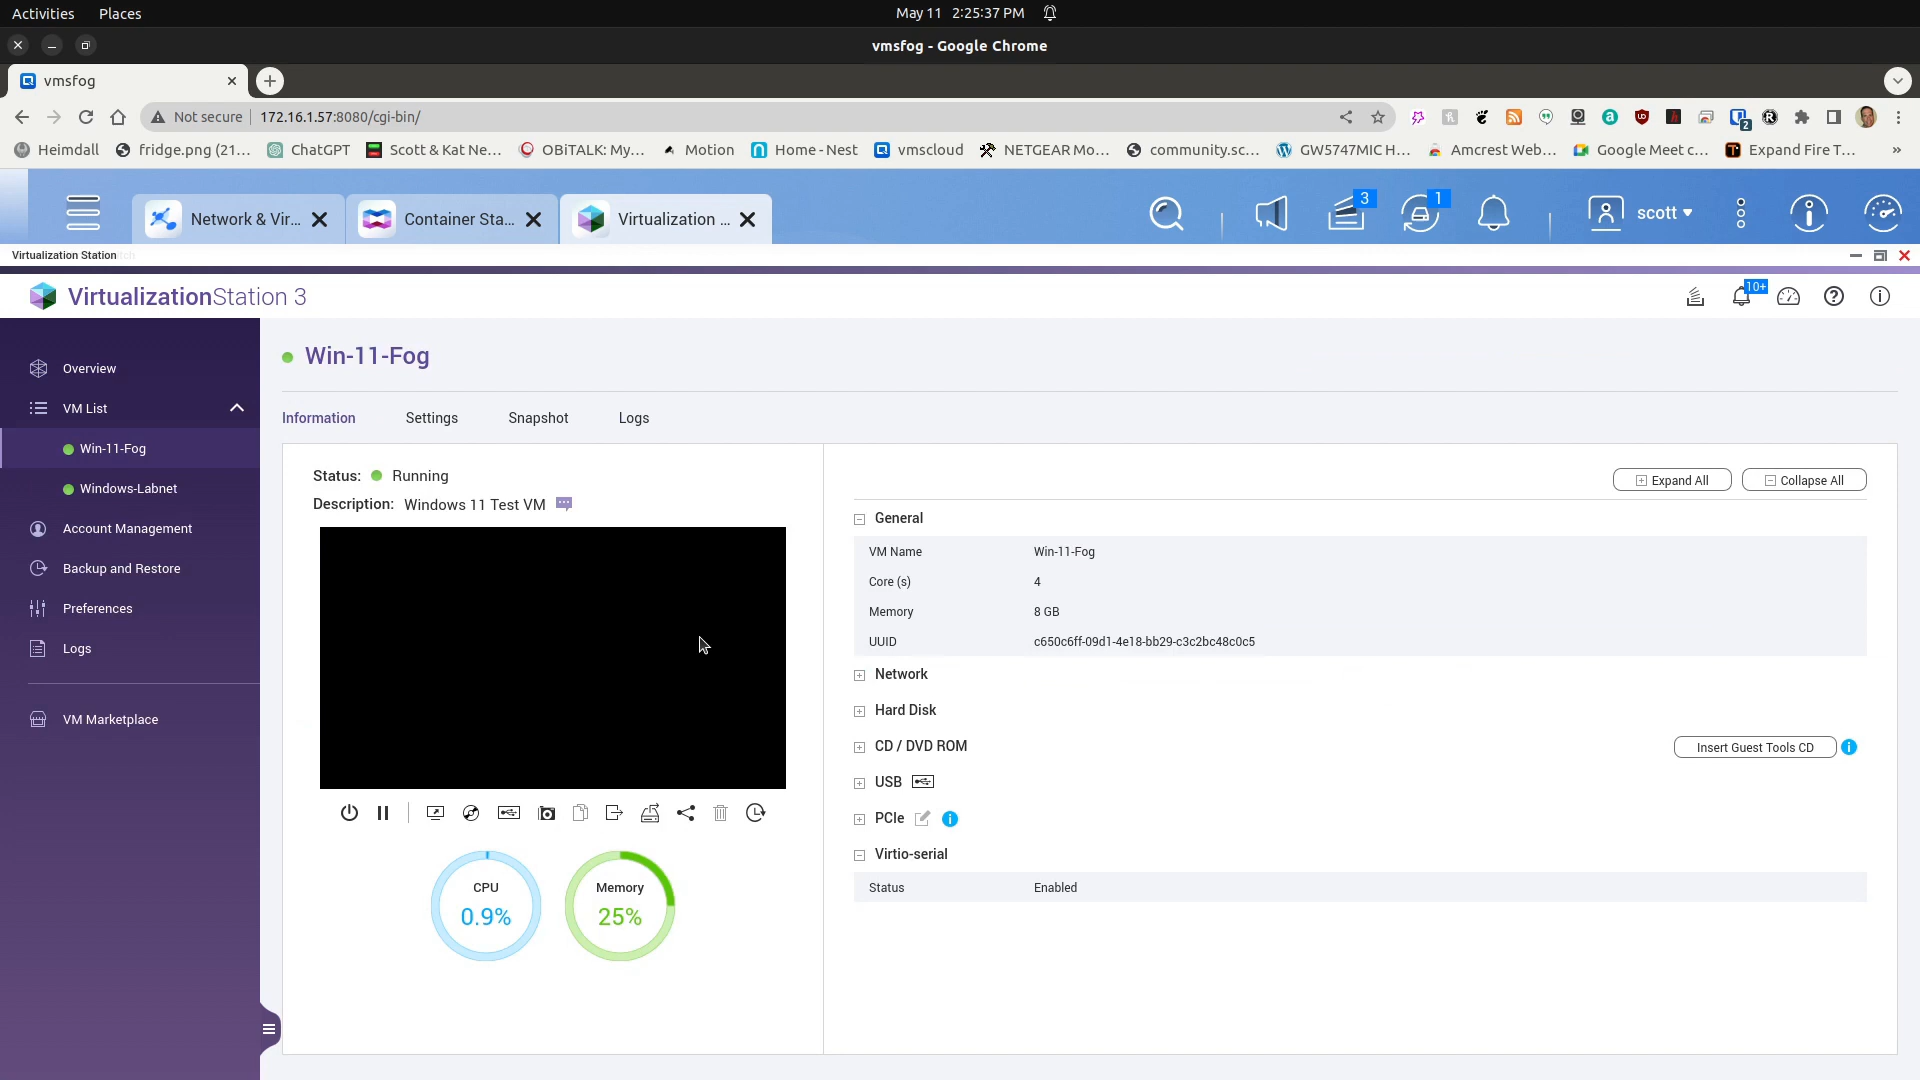 Activities Places May 11 2:25:37 PM
vmsfog - Google Chrome
vmsfog
Not secure 172.16.1.57:8080/cgi-bin/
2
Heimdall fridge.png (21... ChatGPT Scott & Kat Ne... OBiTALK: My... Motion Home - Nest vmscloud NETGEAR Mo... community.sc... GW5747MIC H... Amcrest Web... Google Meet c... Expand Fire T... »
Network & Vir... Container Sta... Virtualization ... 3 1 scott
Virtualization Station
VirtualizationStation 3 10+
Overview
VM List
Win-11-Fog
Windows-Labnet
Account Management
Backup and Restore
Preferences
Logs
VM Marketplace
Win-11-Fog
Information Settings Snapshot Logs
Status: Running
Description: Windows 11 Test VM
CPU
0.9%
Memory
25%
Expand All Collapse All
General
VM Name Win-11-Fog
Core (s) 4
Memory 8 GB
UUID c650c6ff-09d1-4e18-bb29-c3c2bc48c0c5
Network
Hard Disk
CD / DVD ROM Insert Guest Tools CD
USB
PCIe
Virtio-serial
Status Enabled